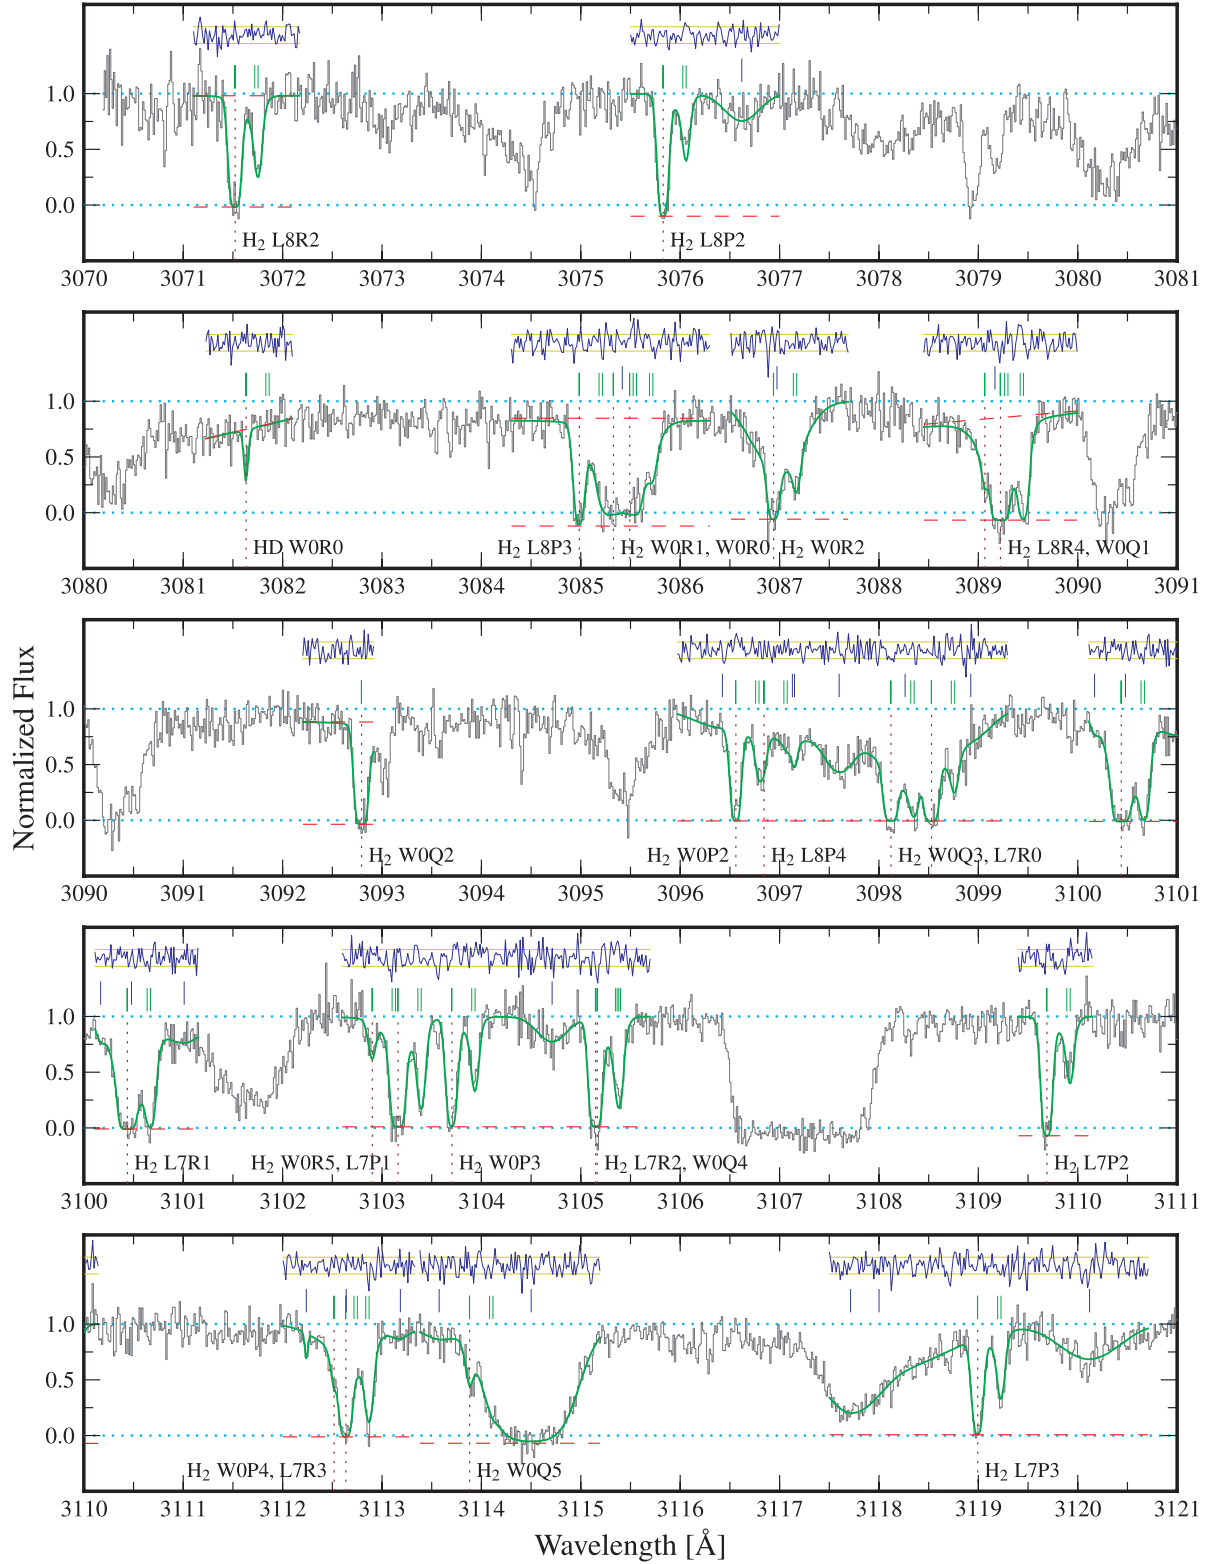 1.0
0.5
0.0
H2 L8R2
H2 L8P2
3070 3071 3072 3073 3074 3075 3076 3077 3078 3079 3080 3081
1.0
0.5
0.0
HD W0R0
H2 L8P3
H2 W0R1, W0R0
H2 W0R2
H2 L8R4, W0Q1
3080 3081 3082 3083 3084 3085 3086 3087 3088 3089 3090 3091
Normalized Flux
1.0
0.5
0.0
H2 W0Q2
H2 W0P2
H2 L8P4
H2 W0Q3, L7R0
3090 3091 3092 3093 3094 3095 3096 3097 3098 3099 3100 3101
1.0
0.5
0.0
H2 L7R1
H2 W0R5, L7P1
H2 W0P3
H2 L7R2, W0Q4
H2 L7P2
3100 3101 3102 3103 3104 3105 3106 3107 3108 3109 3110 3111
1.0
0.5
0.0
H2 W0P4, L7R3
H2 W0Q5
H2 L7P3
3110 3111 3112 3113 3114 3115 3116 3117 3118 3119 3120 3121
Wavelength [Å]